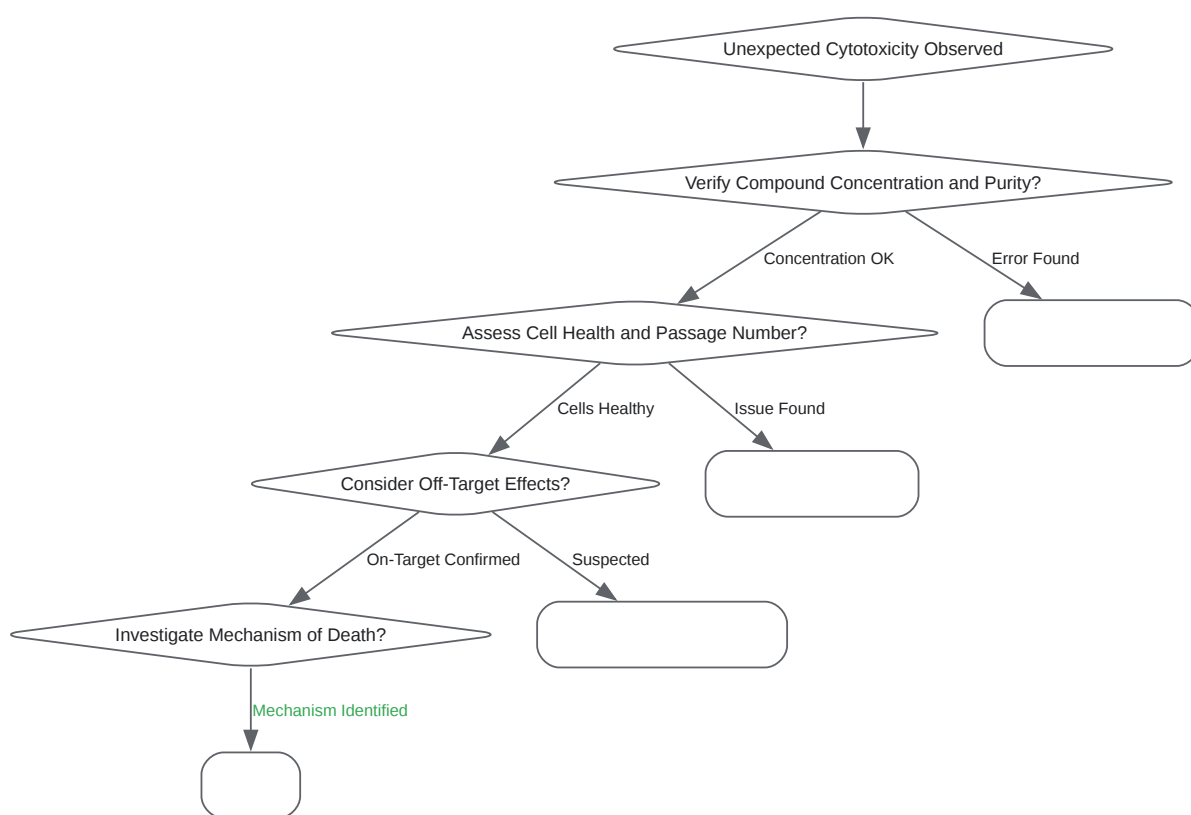 Unexpected Cytotoxicity Observed
Verify Compound Concentration and Purity?
Concentration OK
Error Found
Assess Cell Health and Passage Number?
Cells Healthy
Issue Found
Consider Off-Target Effects?
On-Target Confirmed
Suspected
Investigate Mechanism of Death?
Mechanism Identified